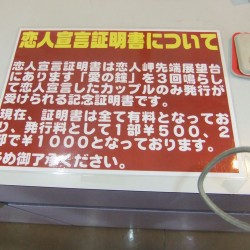 恋人宣言証明書について
恋人宣言証明書は恋人岬先端展望台
にあります「愛の鐘」を３回鳴らし
て恋人宣言したカップルのみ発行が
受けられる記念証明書です。
現在、証明書は全て有料となってお
り、発行料として１部￥５００、２
部で￥１０００となっております。
予め御了承ください。